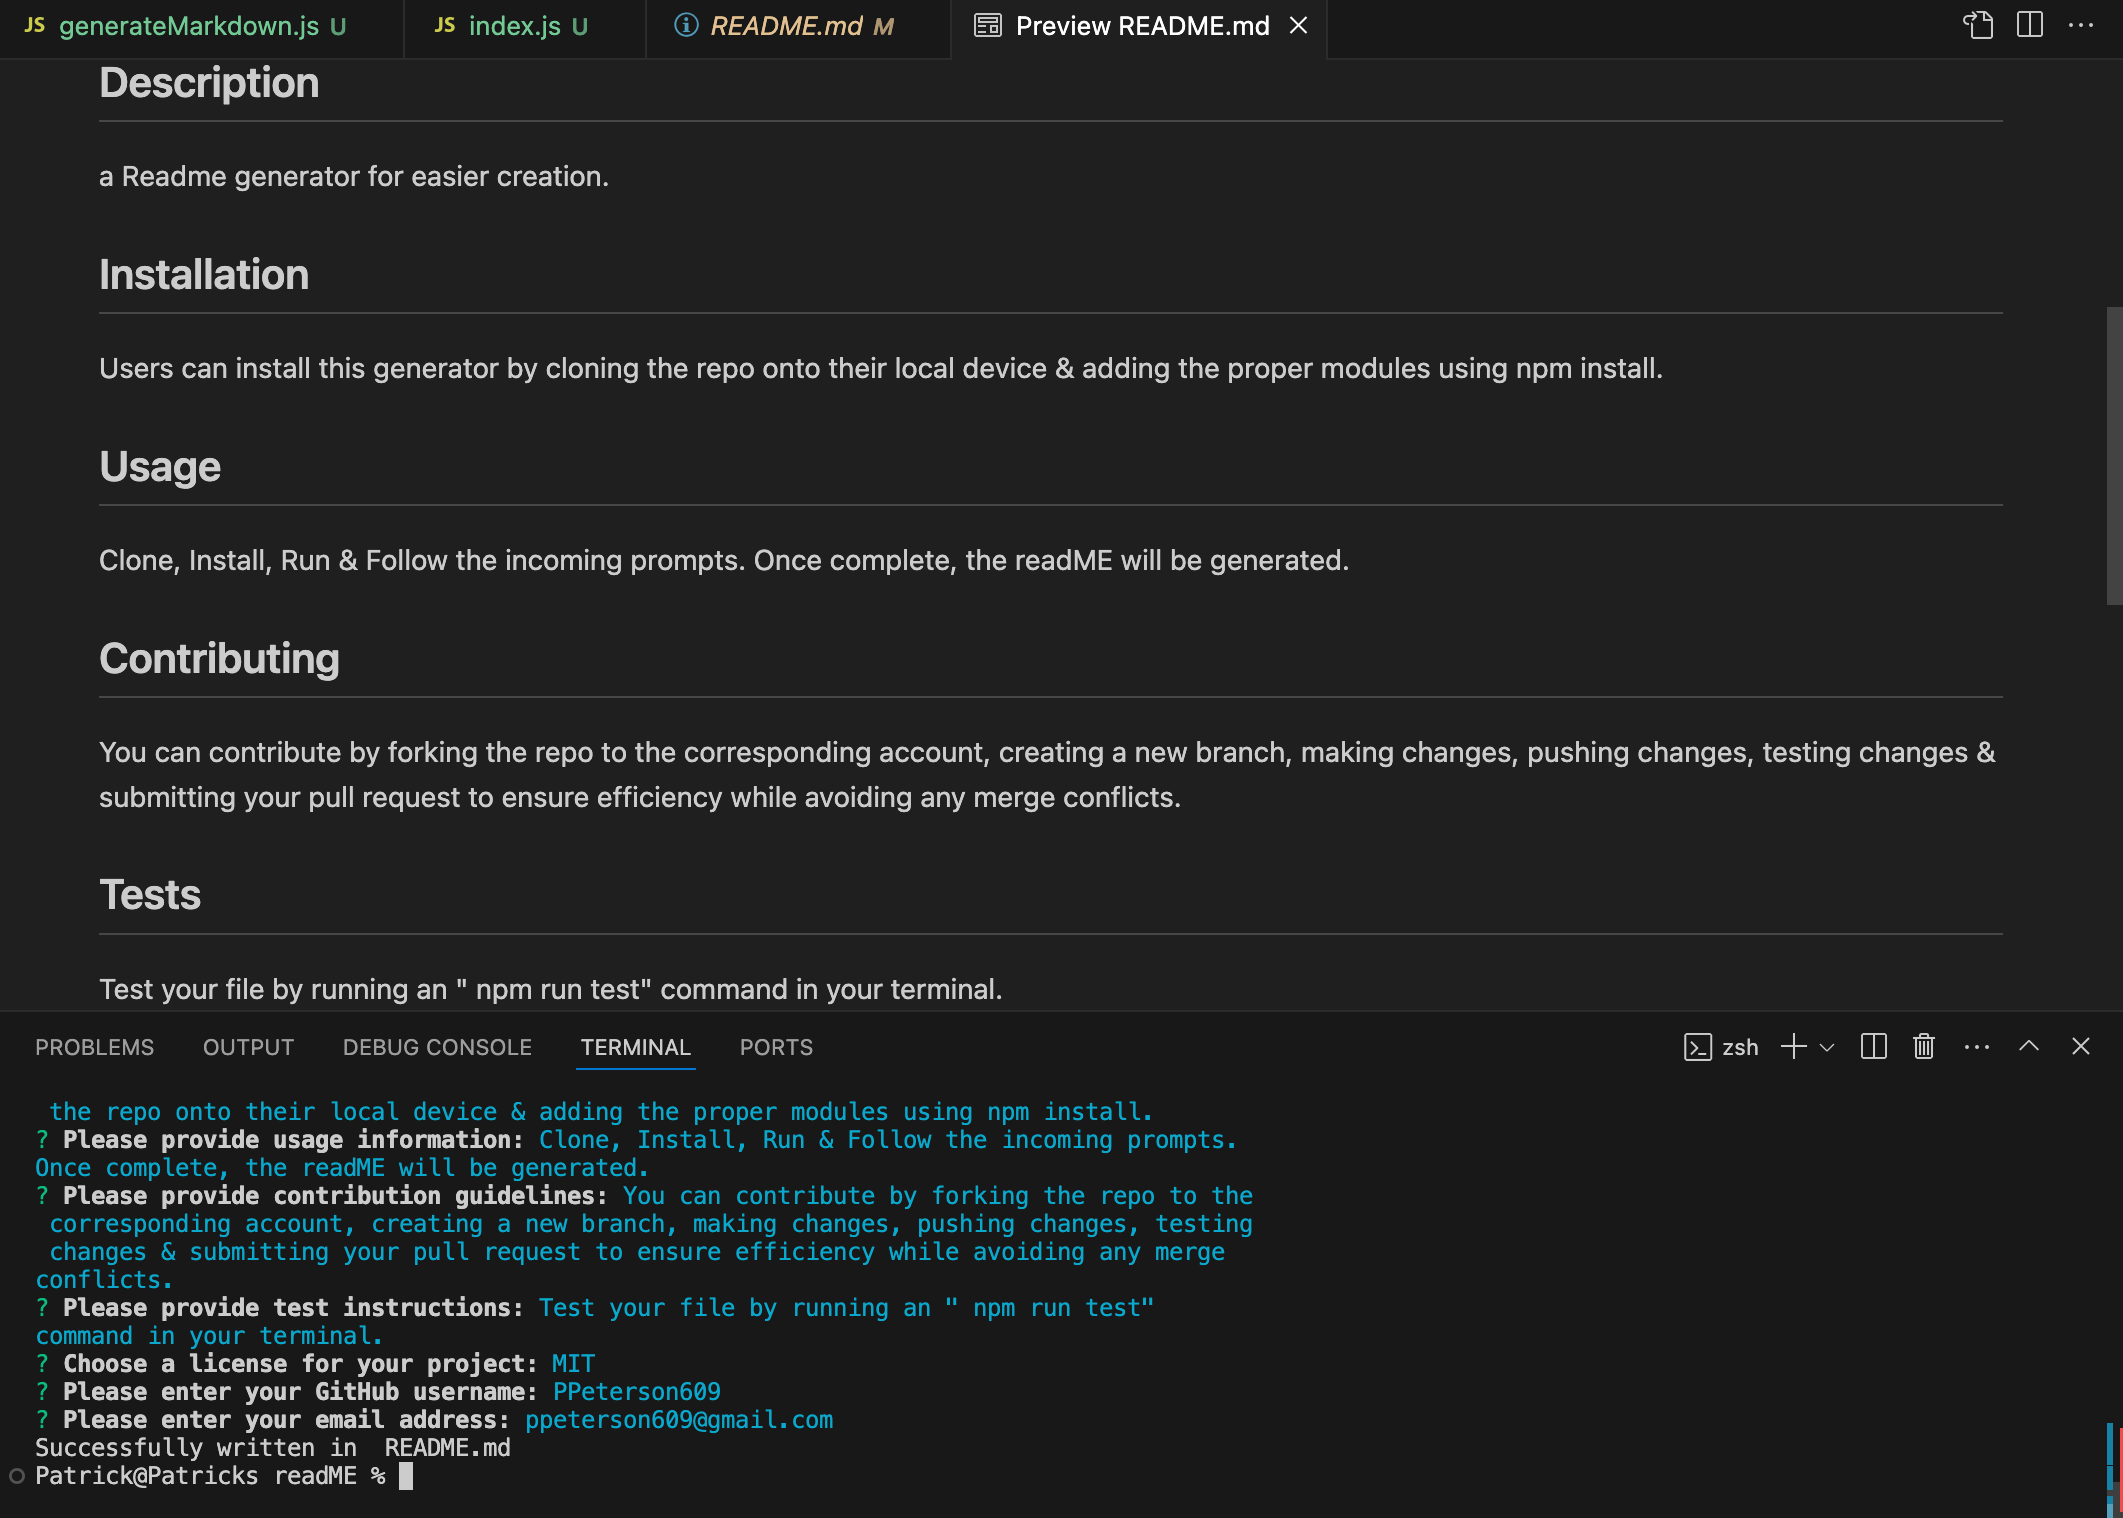 JS generateMarkdown.js U
JS index.js U
README.md M
Preview README.md
Description
a Readme generator for easier creation.
Installation
Users can install this generator by cloning the repo onto their local device & adding the proper modules using npm install.
Usage
Clone, Install, Run & Follow the incoming prompts. Once complete, the readME will be generated.
Contributing
You can contribute by forking the repo to the corresponding account, creating a new branch, making changes, pushing changes, testing changes &
submitting your pull request to ensure efficiency while avoiding any merge conflicts.
Tests
Test your file by running an " npm run test" command in your terminal.
PROBLEMS OUTPUT DEBUG CONSOLE TERMINAL PORTS
zsh
the repo onto their local device & adding the proper modules using npm install.
? Please provide usage information: Clone, Install, Run & Follow the incoming prompts.
Once complete, the readME will be generated.
? Please provide contribution guidelines: You can contribute by forking the repo to the
corresponding account, creating a new branch, making changes, pushing changes, testing
changes & submitting your pull request to ensure efficiency while avoiding any merge
conflicts.
? Please provide test instructions: Test your file by running an " npm run test"
command in your terminal.
? Choose a license for your project: MIT
? Please enter your GitHub username: PPeterson609
? Please enter your email address: ppeterson609@gmail.com
Successfully written in  README.md
Patrick@Patricks readME %